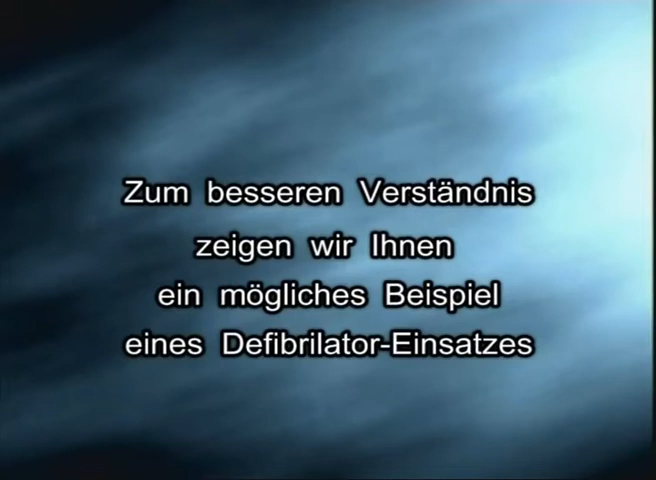 Zum besseren Verständnis
zeigen wir Ihnen
ein mögliches Beispiel
eines Defibrilator-Einsatzes